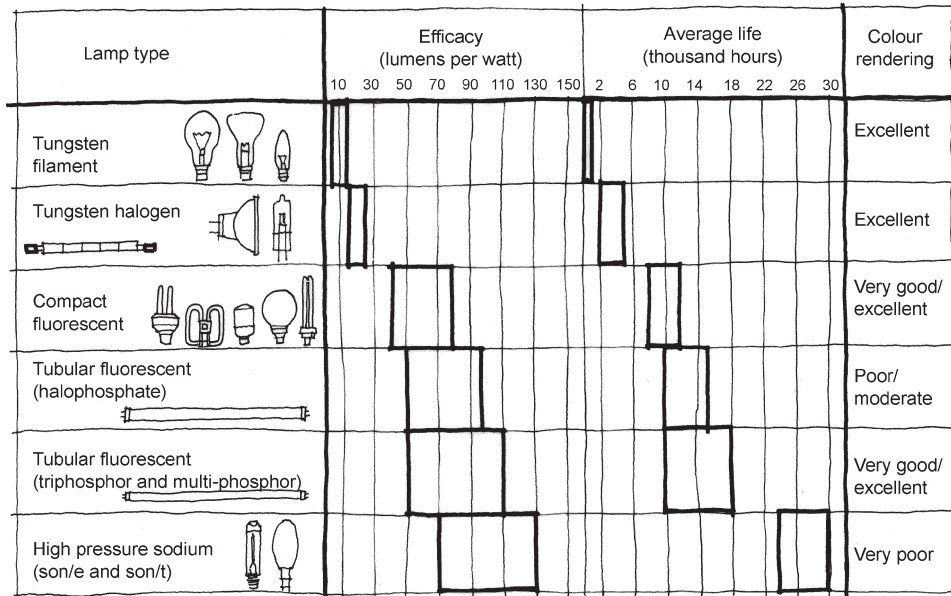 Lamp type
Efficacy
(lumens per watt)
Average life
(thousand hours)
Colour
rendering
10 30 50 70 90 110 130 150 2 6 10 14 18 22 26 30
Tungsten
filament
Excellent
Tungsten halogen
Excellent
Compact
fluorescent
Very good/
excellent
Tubular fluorescent
(halophosphate)
Poor/
moderate
Tubular fluorescent
(triphosphor and multi-phosphor)
Very good/
excellent
High pressure sodium
(son/e and son/t)
Very poor